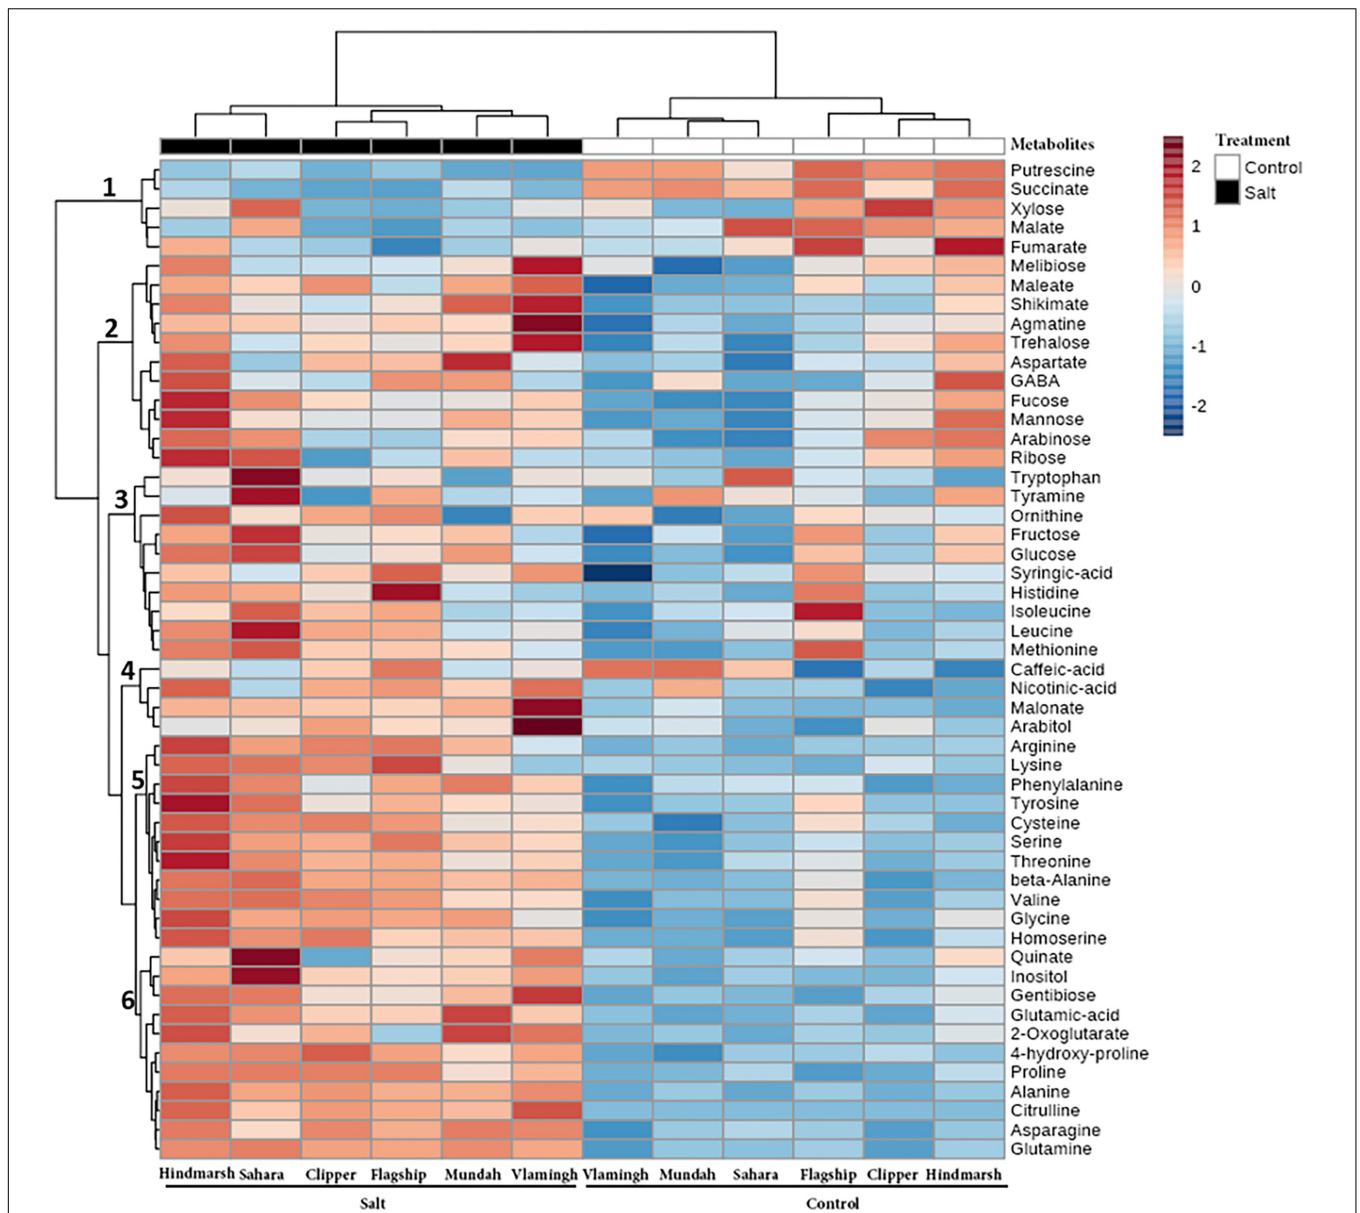 Metabolites
Treatment
Control
Salt
2
1
0
-1
-2
1
2
3
4
5
6
Putrescine
Succinate
Xylose
Malate
Fumarate
Melibiose
Maleate
Shikimate
Agmatine
Trehalose
Aspartate
GABA
Fucose
Mannose
Arabinose
Ribose
Tryptophan
Tyramine
Ornithine
Fructose
Glucose
Syringic-acid
Histidine
Isoleucine
Leucine
Methionine
Caffeic-acid
Nicotinic-acid
Malonate
Arabitol
Arginine
Lysine
Phenylalanine
Tyrosine
Cysteine
Serine
Threonine
beta-Alanine
Valine
Glycine
Homoserine
Quinate
Inositol
Gentibiose
Glutamic-acid
2-Oxoglutarate
4-hydroxy-proline
Proline
Alanine
Citrulline
Asparagine
Glutamine
Hindmarsh Sahara Clipper Flagship Mundah Vlamingh Vlamingh Mundah Sahara Flagship Clipper Hindmarsh
Salt Control